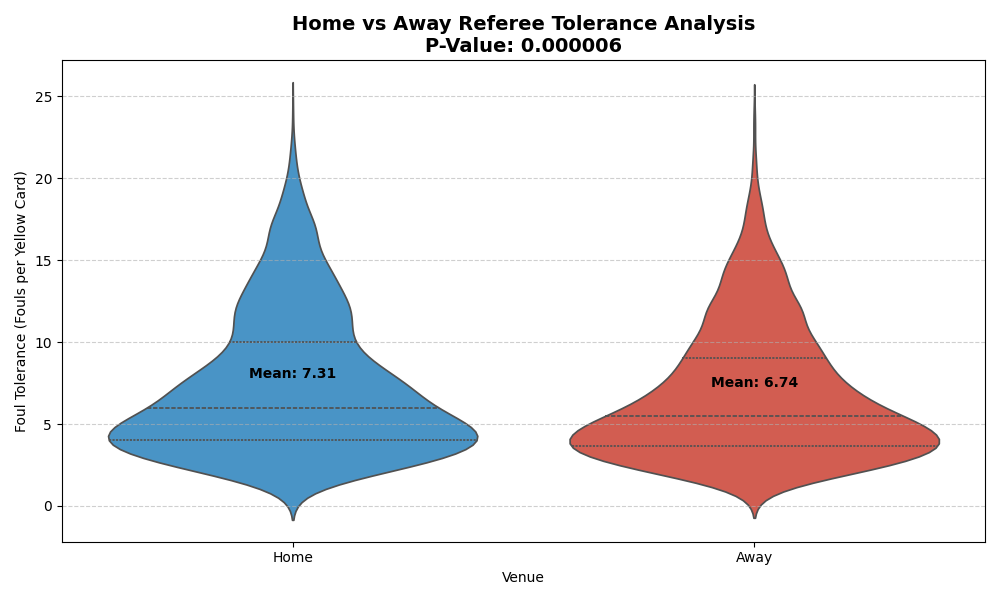 Home vs Away Referee Tolerance Analysis
P-Value: 0.000006
Foul Tolerance (Fouls per Yellow Card)
25
20
15
10
5
0
Mean: 7.31
Mean: 6.74
Home
Away
Venue